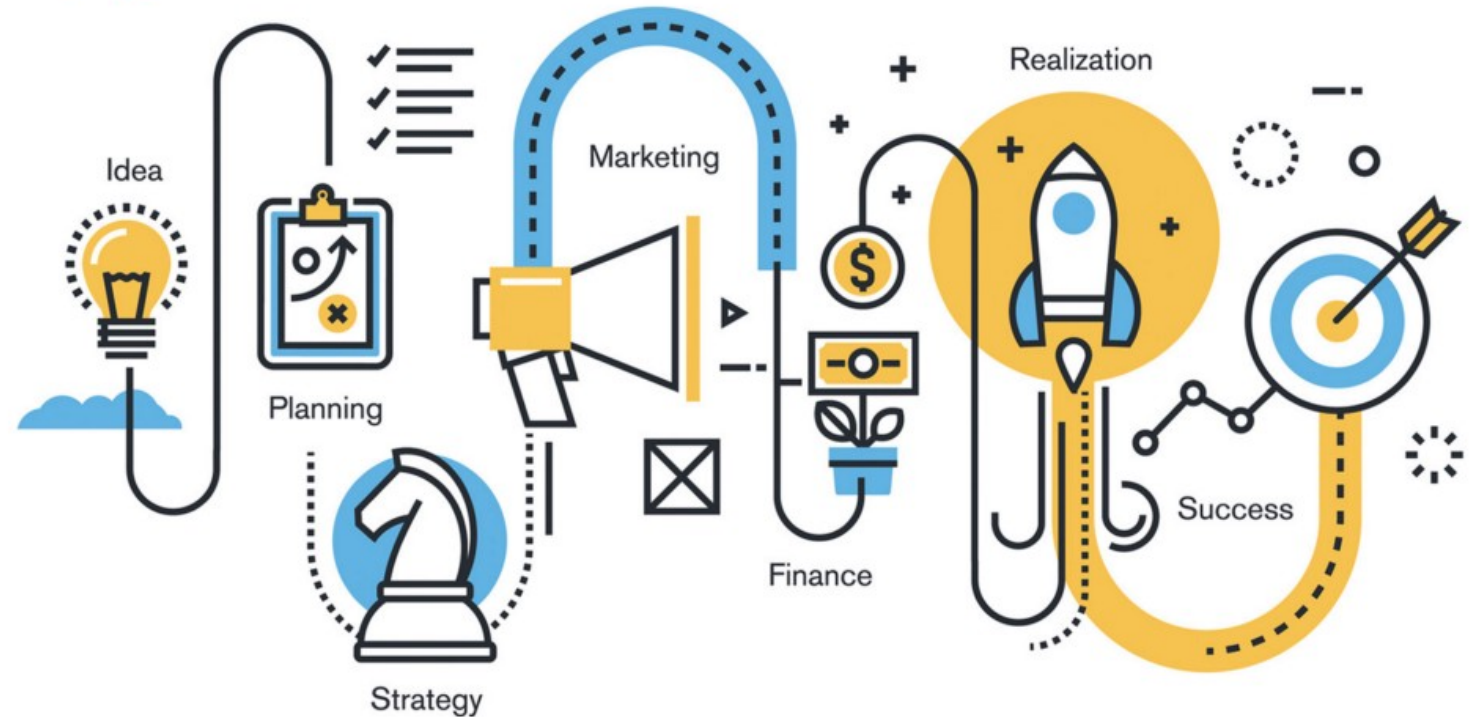 Idea
Planning
Strategy
Marketing
$
Finance
Realization
Success